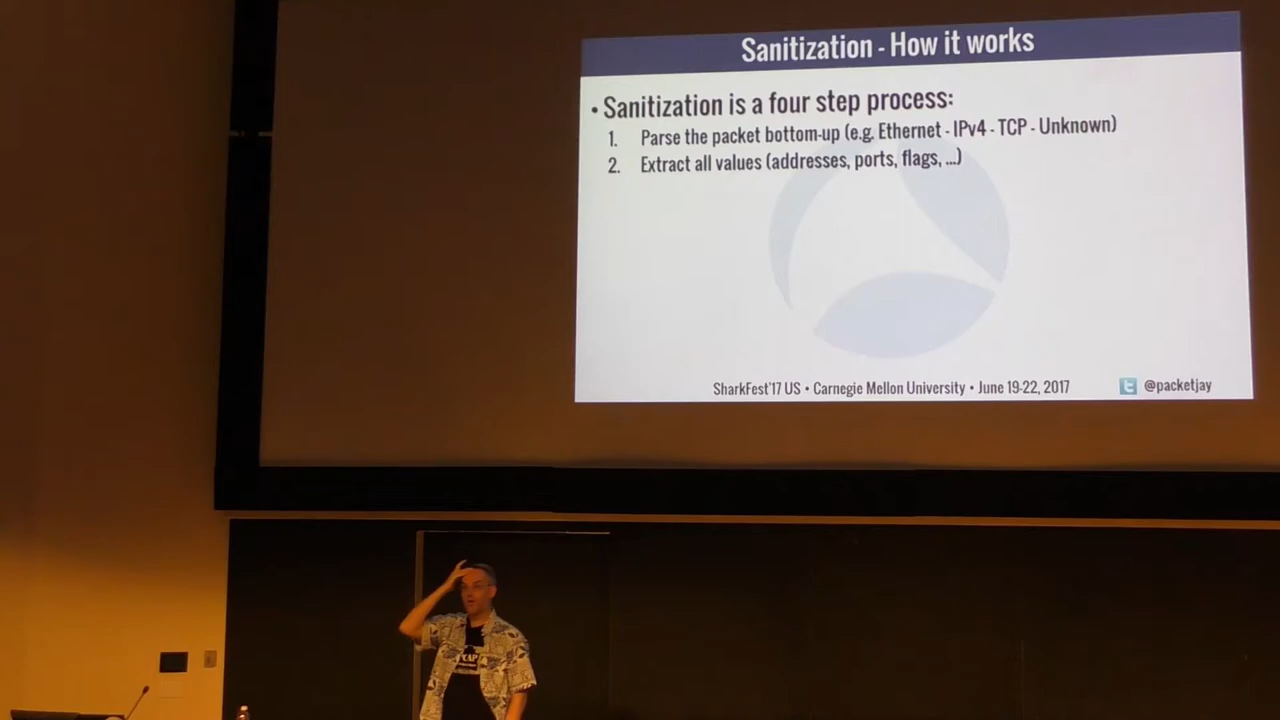 Sanitization - How it works
• Sanitization is a four step process:
1. Parse the packet bottom-up (e.g. Ethernet - IPv4 - TCP - Unknown)
2. Extract all values (addresses, ports, flags, ...)
SharkFest'17 US • Carnegie Mellon University • June 19-22, 2017
@packetjay